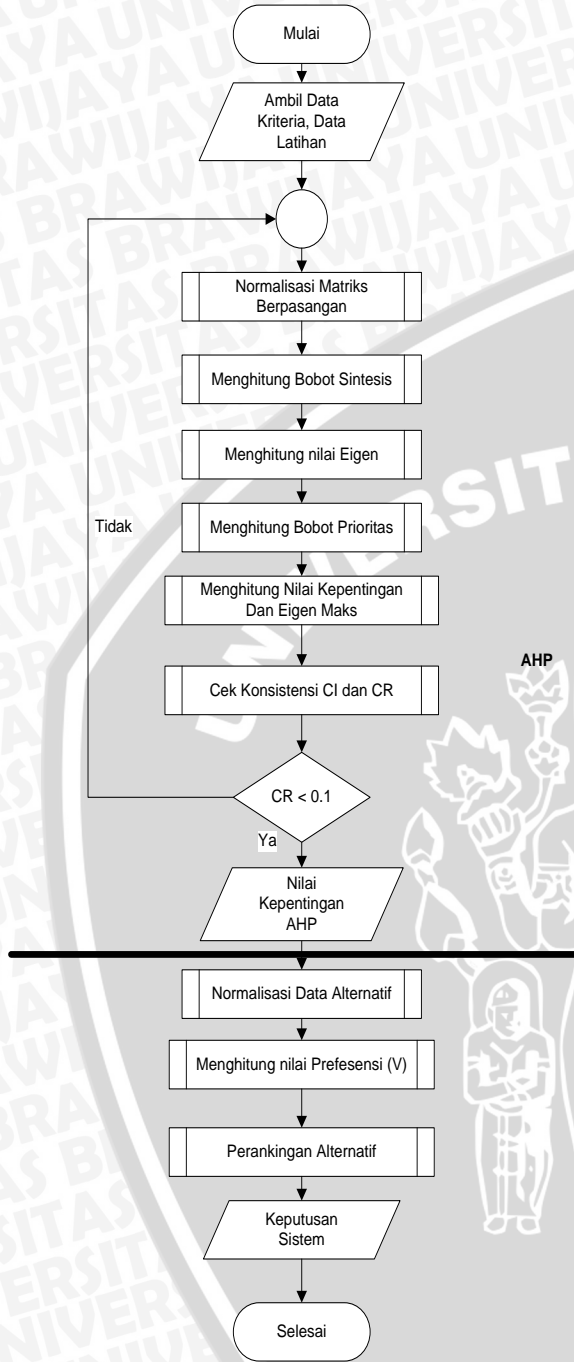 Mulai
Ambil Data
Kriteria, Data
Latihan
Normalisasi Matriks
Berpasangan
Menghitung Bobot Sintesis
Menghitung nilai Eigen
Tidak
Menghitung Bobot Prioritas
Menghitung Nilai Kepentingan
Dan Eigen Maks
AHP
Cek Konsistensi CI dan CR
CR < 0.1
Ya
Nilai
Kepentingan
AHP
Normalisasi Data Alternatif
Menghitung nilai Prefesensi (V)
Perankingan Alternatif
Keputusan
Sistem
Selesai